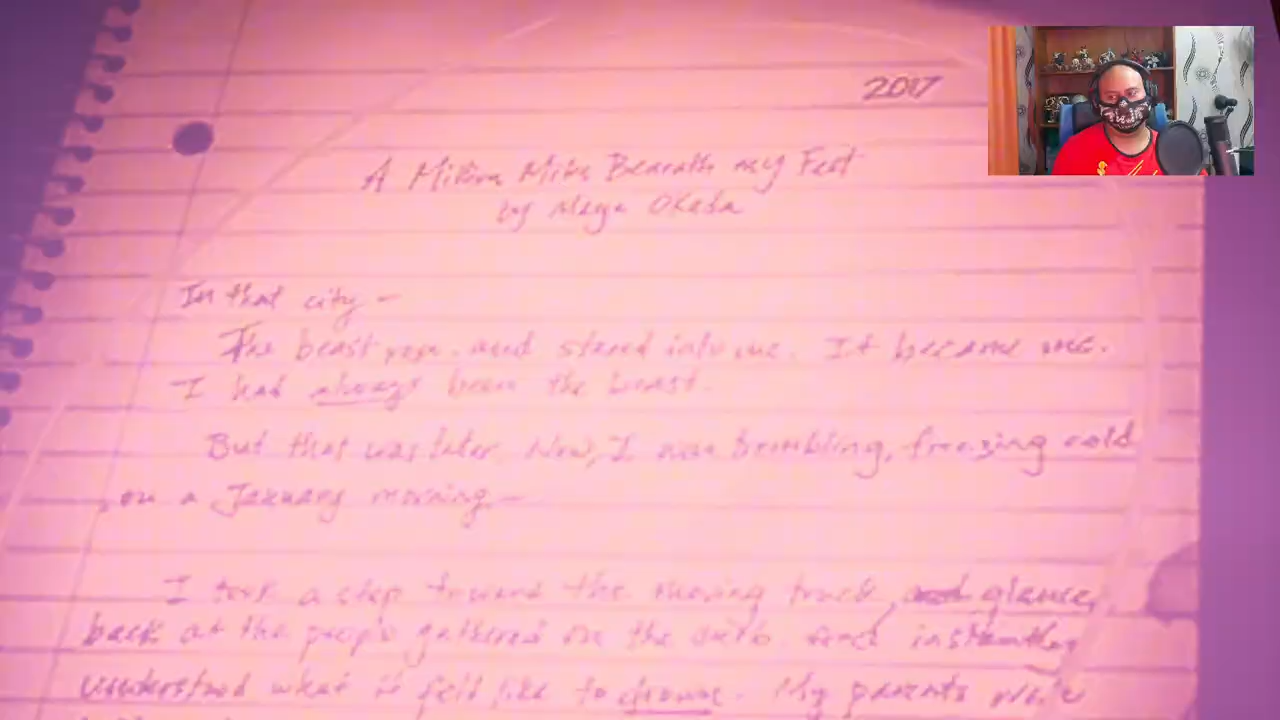 2017
A Million Miles Beneath my Feet
by Maya Okada
In that city –
The beast rose and stared into me. It became me.
I had always been the beast.
But that was later. Now, I was trembling, freezing cold
on a January morning –
I took a step toward the moving truck, and glance
back at the people gathered on the curb. And instantly
understood what it felt like to drown. My parents were